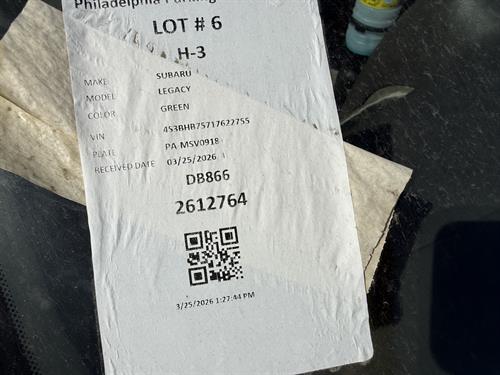 Philadelphia Parking
LOT # 6
H-3
MAKE SUBARU
MODEL LEGACY
COLOR GREEN
VIN 4S3BHB75717622755
PLATE PA-MSV0918
RECEIVED DATE 03/25/2026
DB866
2612764
3/25/2026 1:27:44 PM